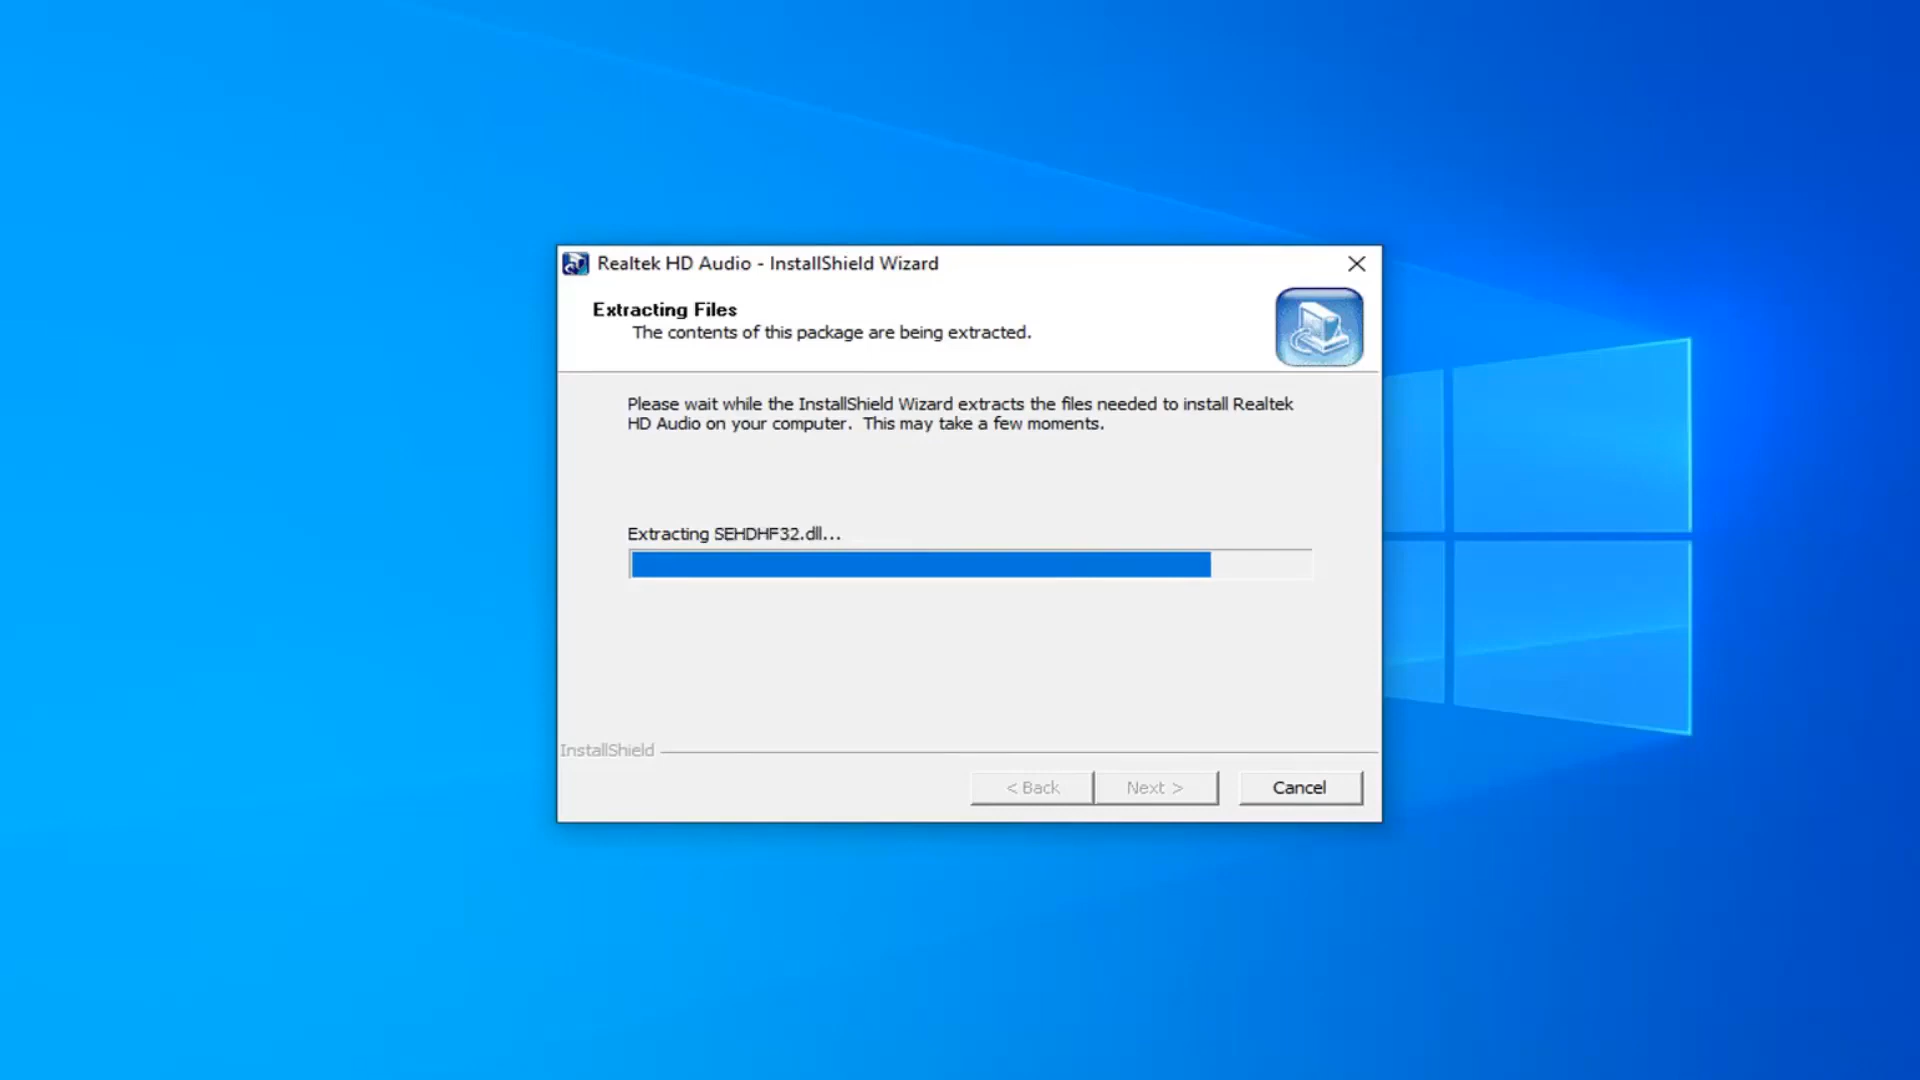 Realtek HD Audio - InstallShield Wizard
Extracting Files
The contents of this package are being extracted.
Please wait while the InstallShield Wizard extracts the files needed to install Realtek
HD Audio on your computer.  This may take a few moments.
Extracting SEHDHF32.dll...
InstallShield
< Back
Next >
Cancel